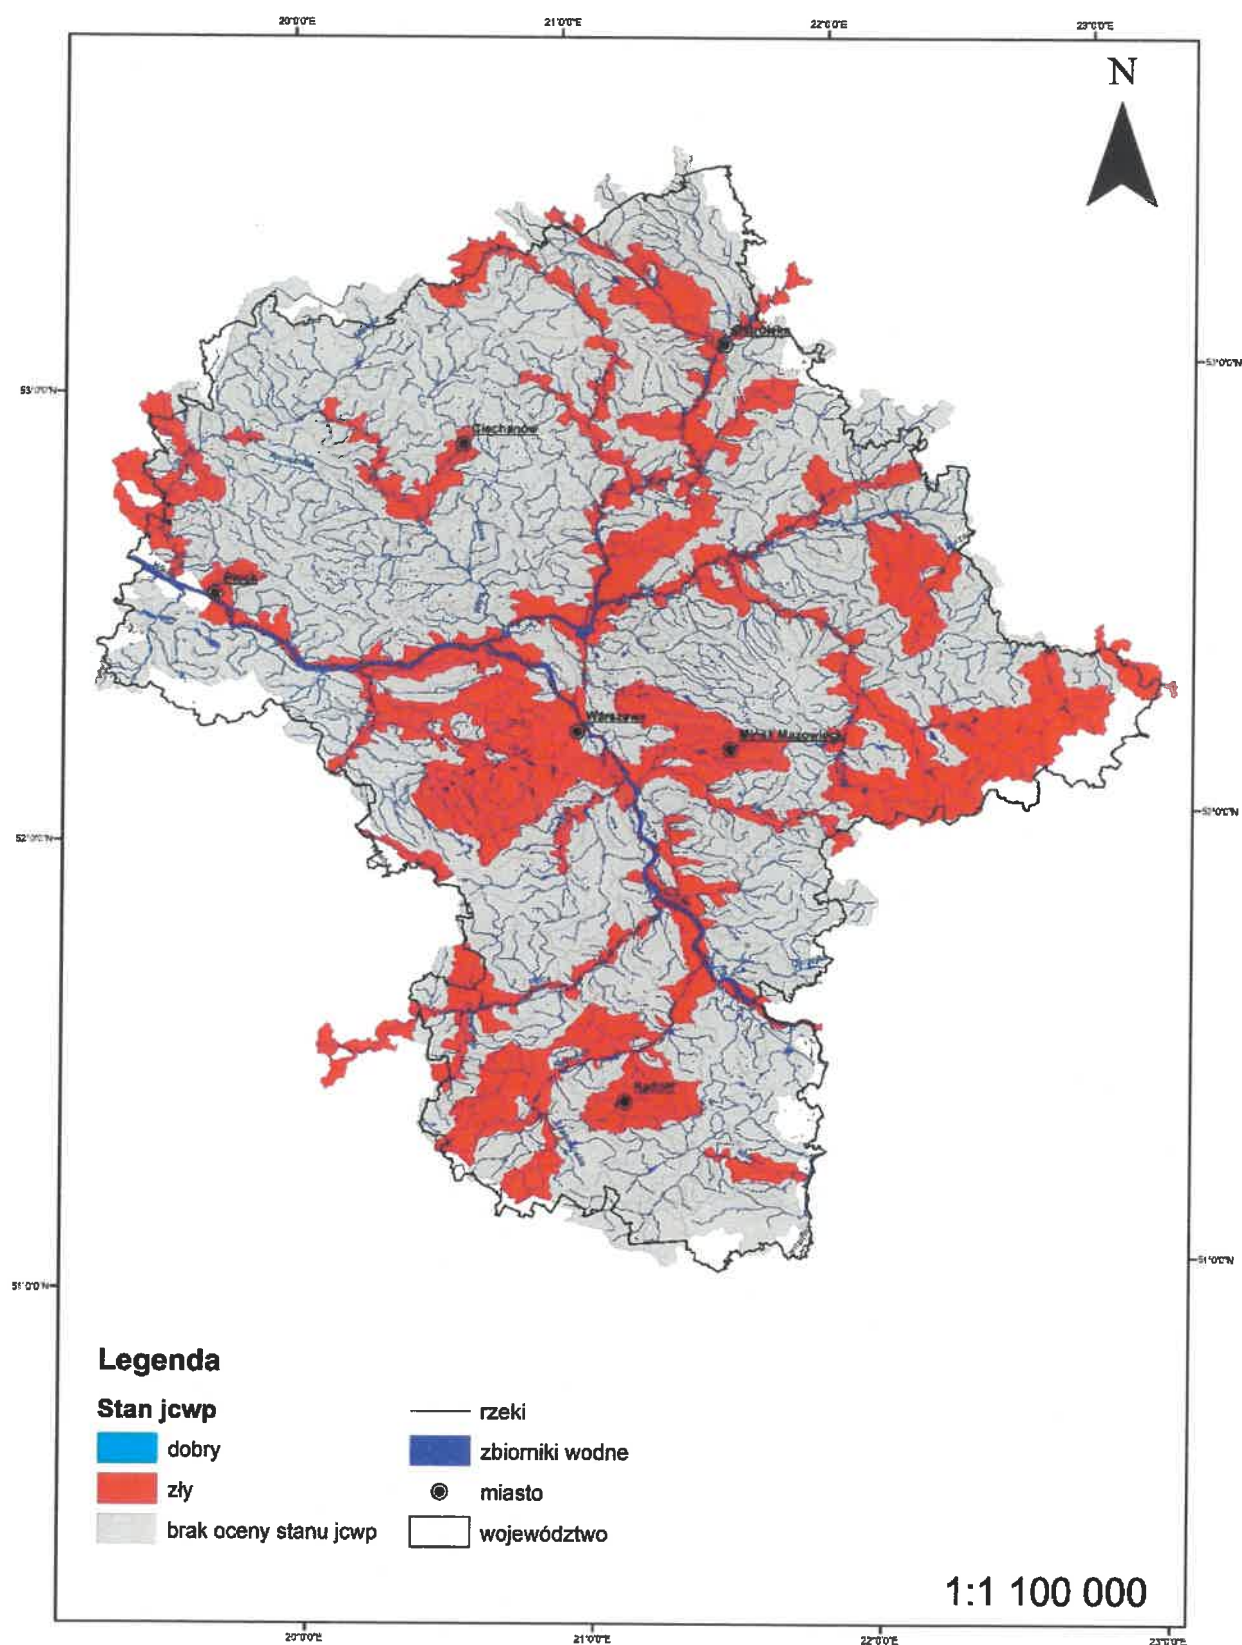 20°0'0"E 21°0'0"E 22°0'0"E 23°0'0"E
N
Ostrołęka
53°0'0"N 53°0'0"N
Ciechanów
Płock
Warszawa
Mińsk Mazowiecki
52°0'0"N 52°0'0"N
Radom
51°0'0"N 51°0'0"N
Legenda
Stan jcwp
rzeki
dobry
zbiorniki wodne
zły
miasto
brak oceny stanu jcwp
województwo
1:1 100 000
20°0'0"E 21°0'0"E 22°0'0"E 23°0'0"E